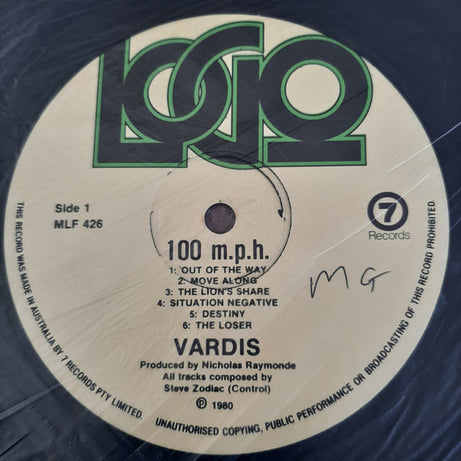 LOGO
Side 1
MLF 426
7
Records
100 m.p.h.
1: OUT OF THE WAY
2: MOVE ALONG
3: THE LION'S SHARE
4: SITUATION NEGATIVE
5: DESTINY
6: THE LOSER
MG
VARDIS
Produced by Nicholas Raymonde
All tracks composed by
Steve Zodiac (Control)
℗ 1980
THIS RECORD WAS MADE IN AUSTRALIA BY 7 RECORDS PTY LIMITED.
UNAUTHORISED COPYING, PUBLIC PERFORMANCE OR BROADCASTING OF THIS RECORD PROHIBITED.